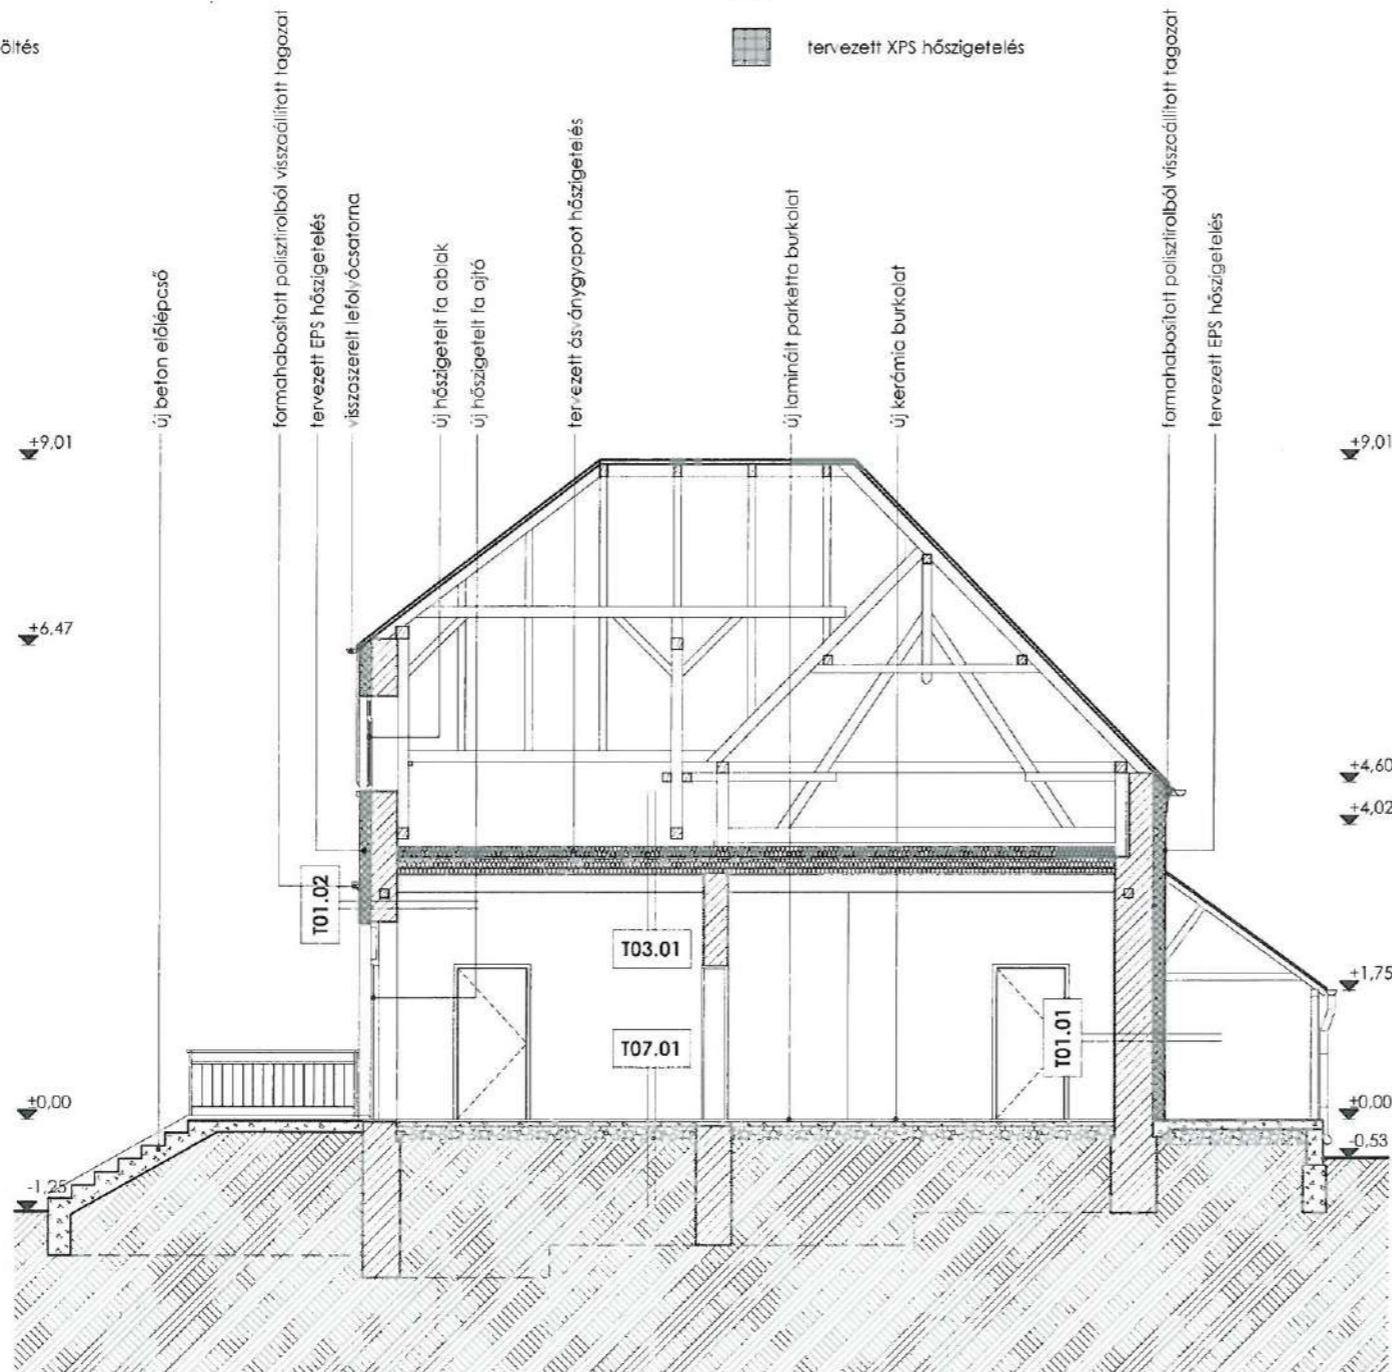 öltés
tervezett XPS hőszigetelés
új beton előlépcső
formahabosított polisztirolból visszaállított tagozat
tervezett EPS hőszigetelés
visszaszerelt lefolyócsatorna
új hőszigetelt fa ablak
új hőszigetelt fa ajtó
tervezett ásványgyapot hőszigetelés
új laminált parketta burkolat
új kerámia burkolat
formahabosított polisztirolból visszaállított tagozat
tervezett EPS hőszigetelés
+9,01
+9,01
+6,47
+4,60
+4,02
T01.02
T03.01
+1,75
T01.01
T07.01
±0,00
±0,00
-0,53
-1,25